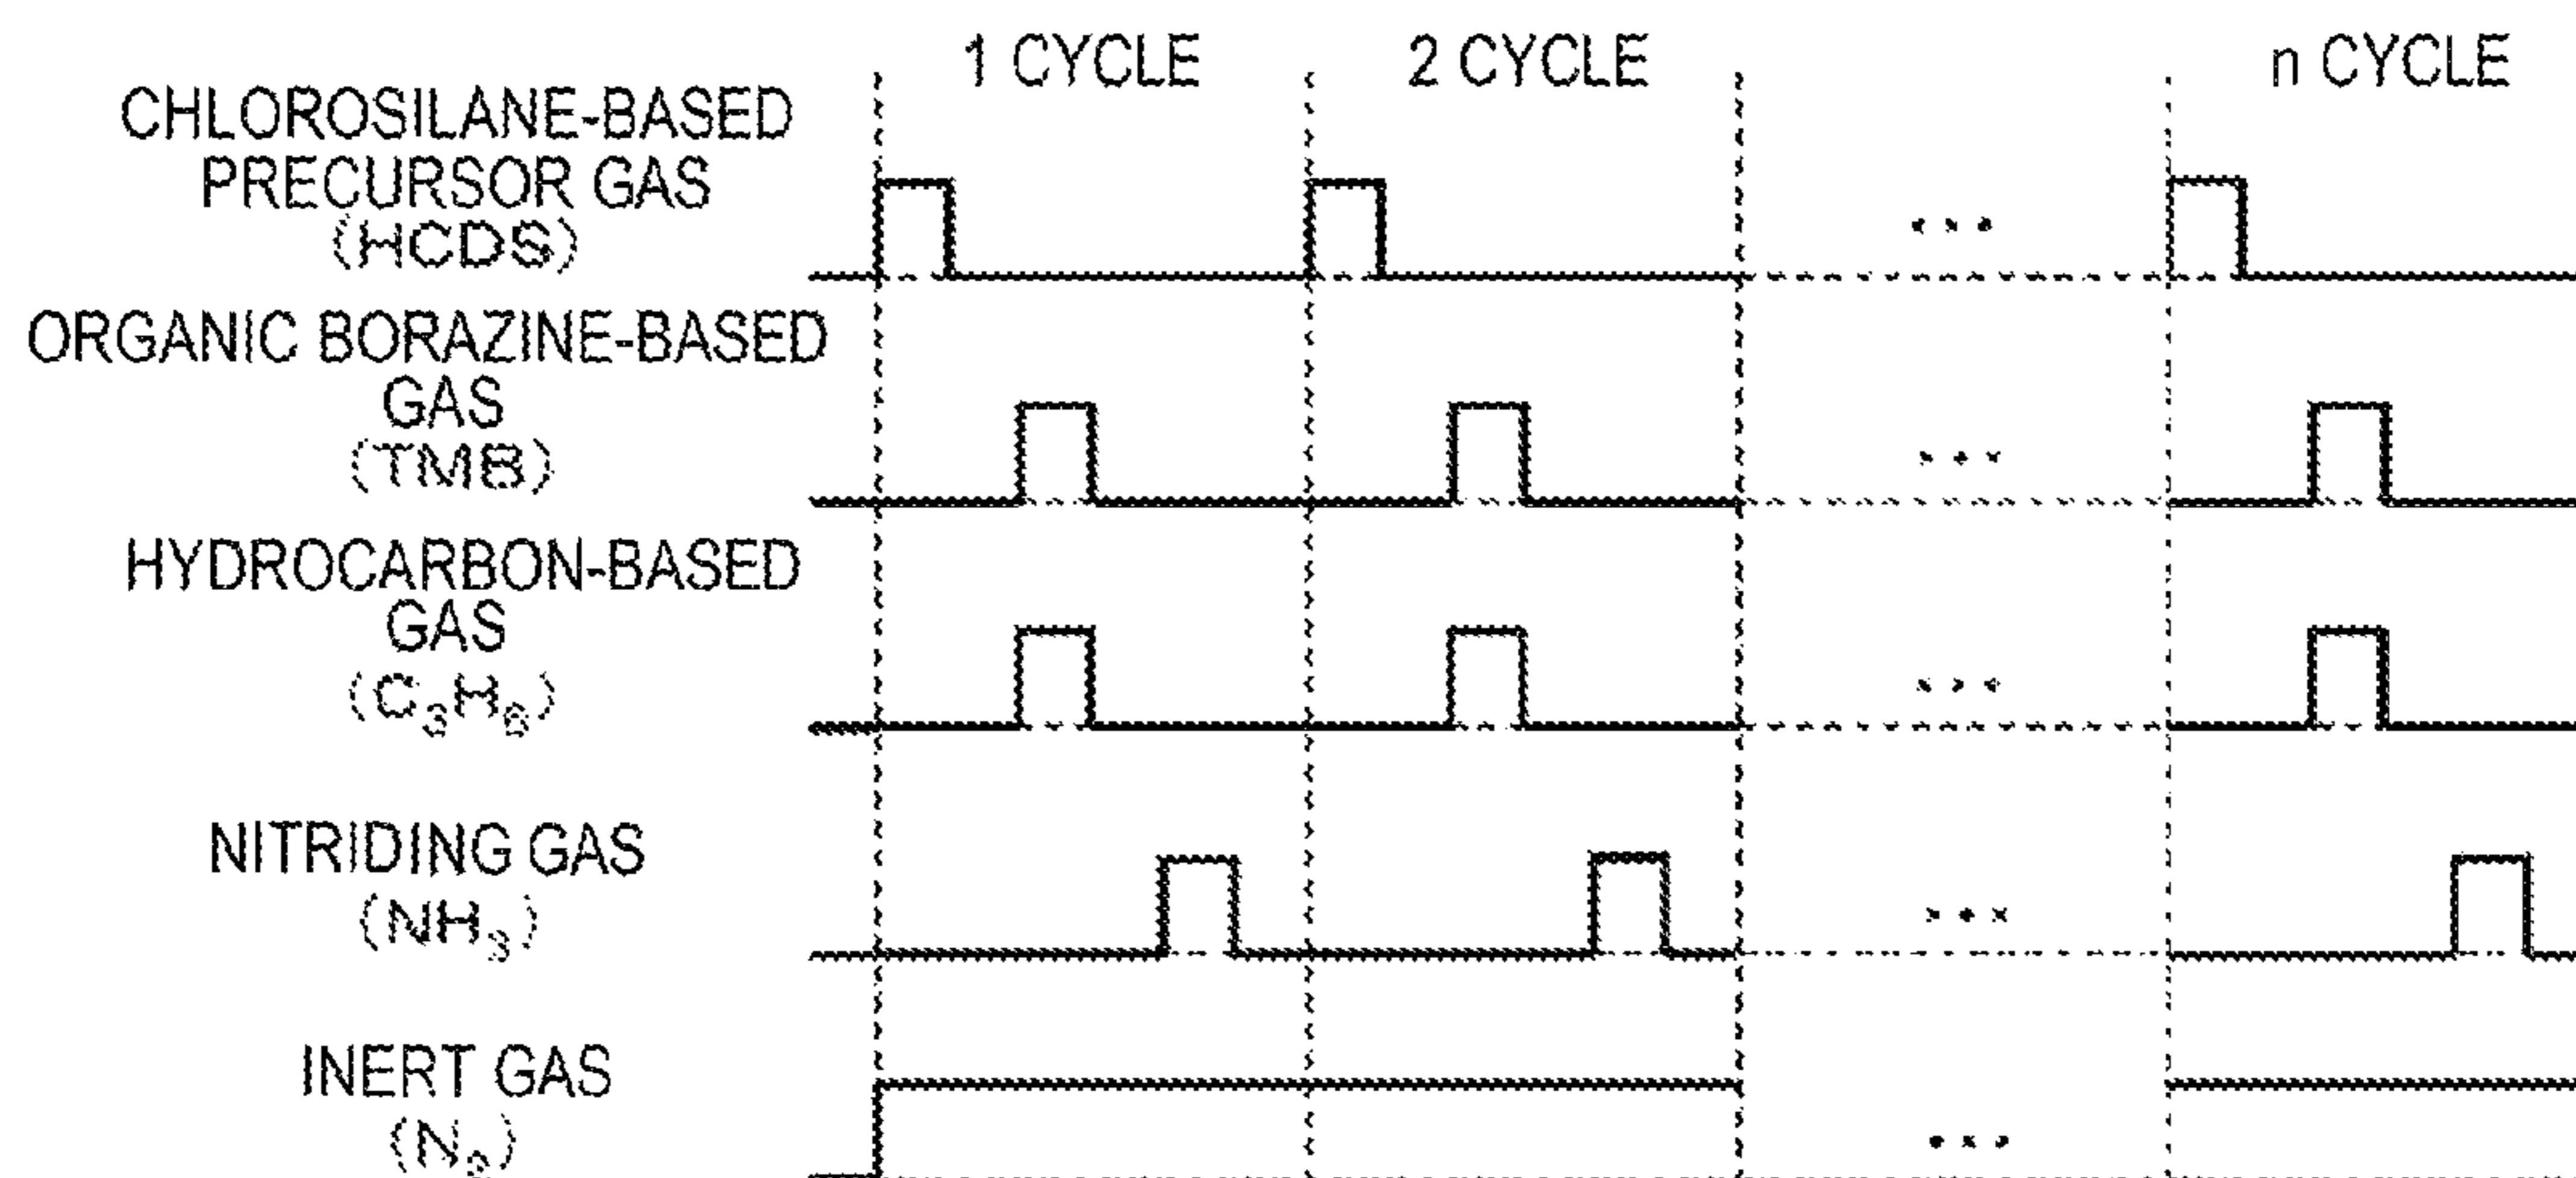 1 CYCLE 2 CYCLE n CYCLE
CHLOROSILANE-BASED
PRECURSOR GAS
(HCDS)
ORGANIC BORAZINE-BASED
GAS
(TMB)
HYDROCARBON-BASED
GAS
(C₃H₆)
NITRIDING GAS
(NH₃)
INERT GAS
(N₂)